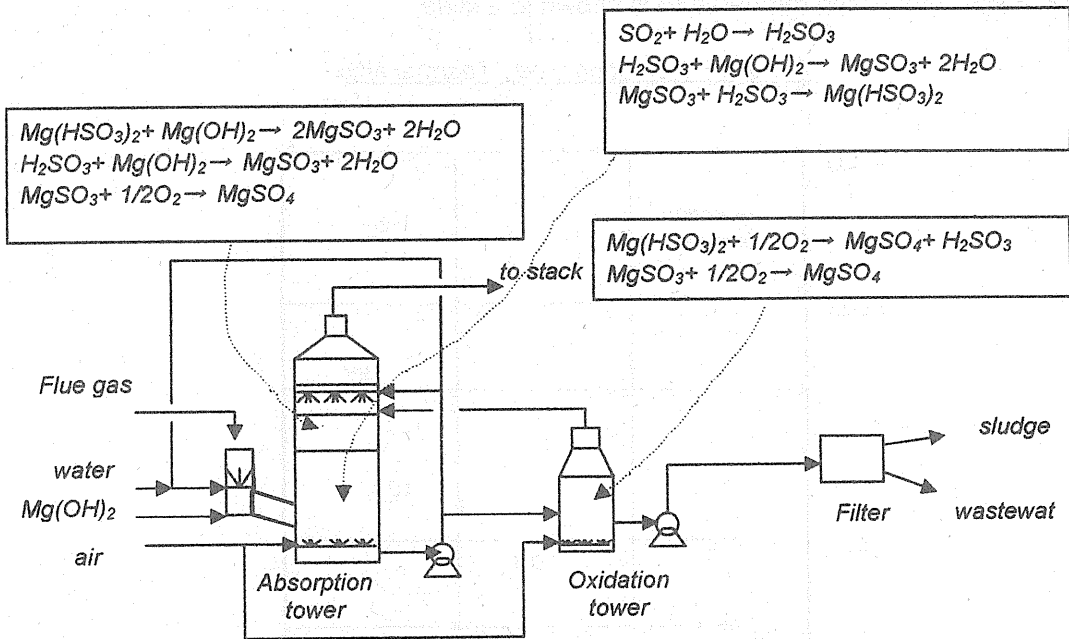 SO₂+ H₂O→ H₂SO₃
H₂SO₃+ Mg(OH)₂→ MgSO₃+ 2H₂O
MgSO₃+ H₂SO₃→ Mg(HSO₃)₂
Mg(HSO₃)₂+ Mg(OH)₂→ 2MgSO₃+ 2H₂O
H₂SO₃+ Mg(OH)₂→ MgSO₃+ 2H₂O
MgSO₃+ 1/2O₂→ MgSO₄
Mg(HSO₃)₂+ 1/2O₂→ MgSO₄+ H₂SO₃
MgSO₃+ 1/2O₂→ MgSO₄
to stack
Flue gas
water
Mg(OH)₂
air
Absorption
tower
Oxidation
tower
Filter
sludge
wastewat